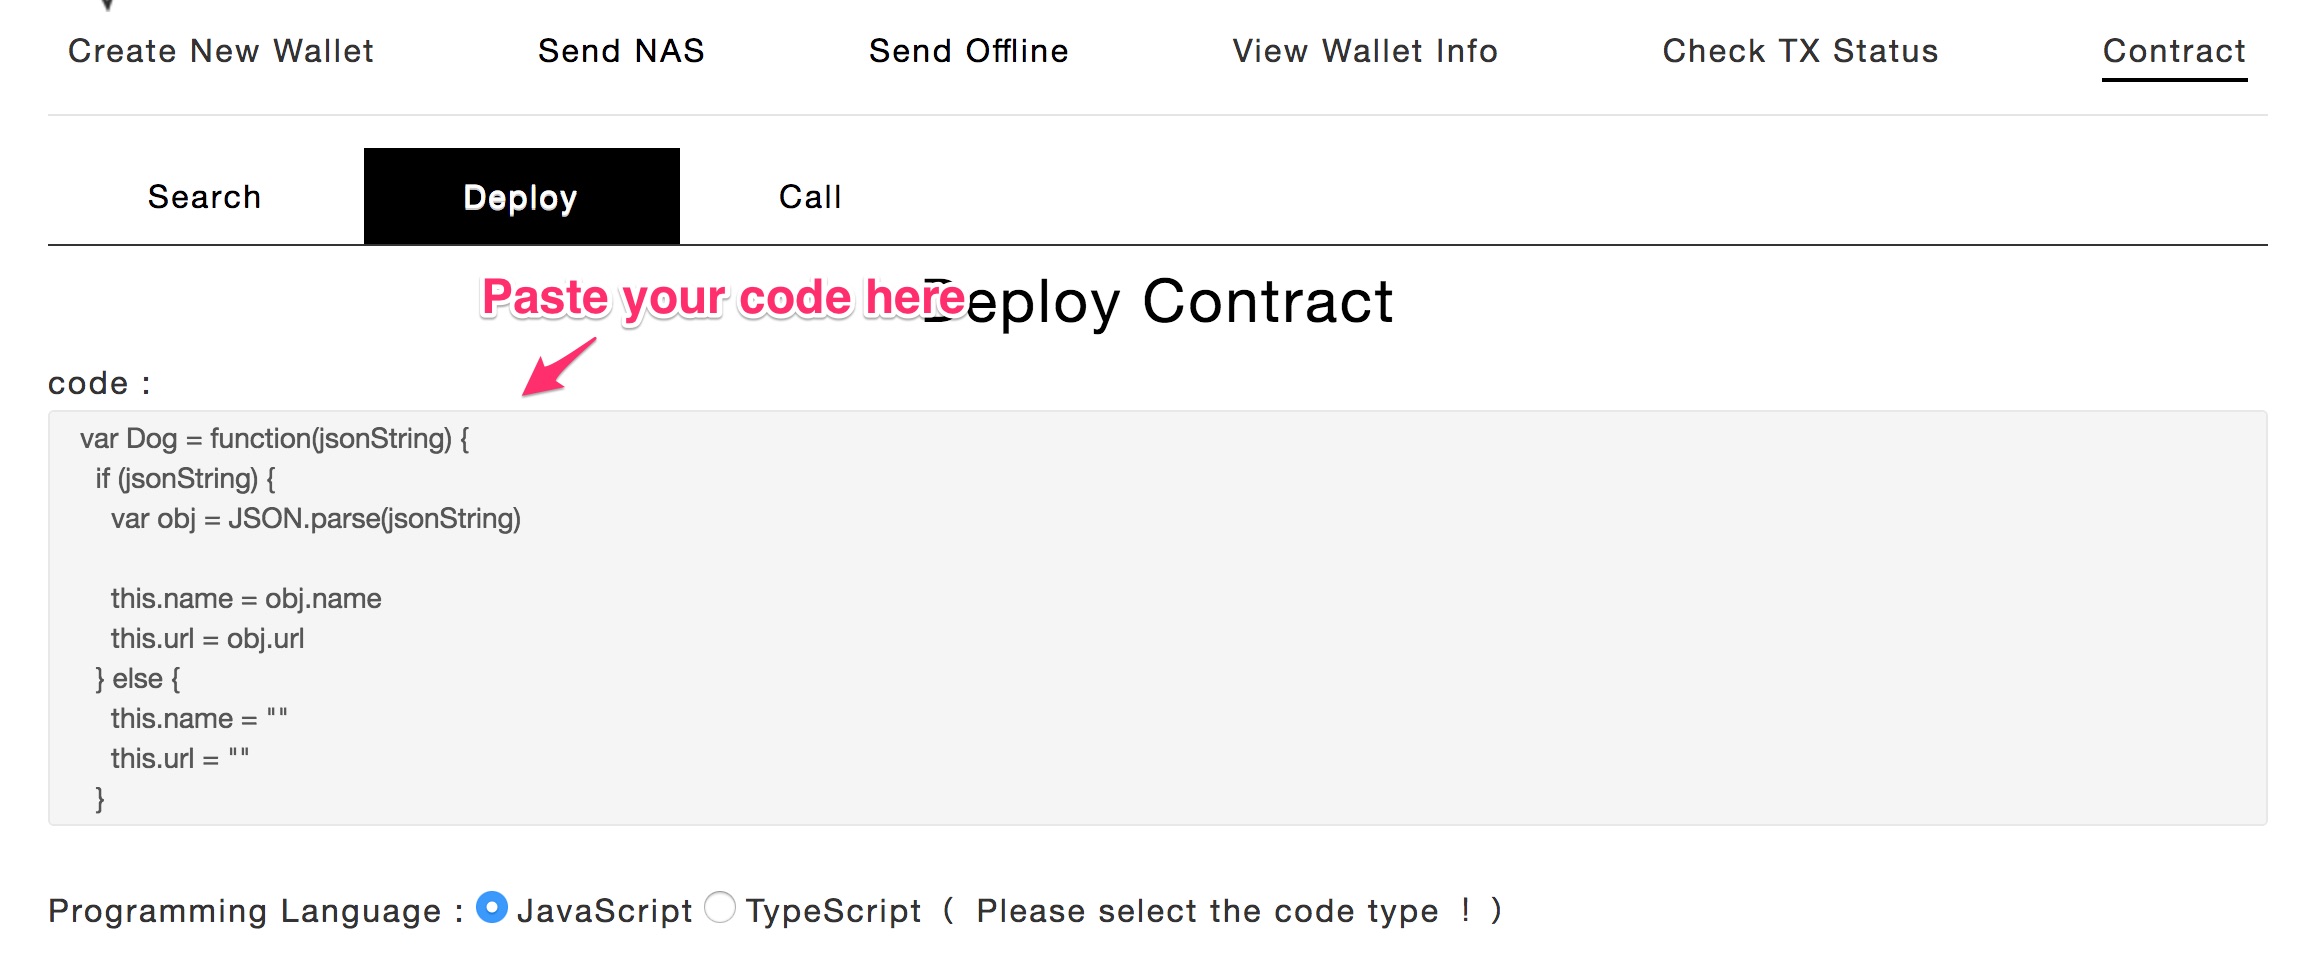 Create New Wallet Send NAS Send Offline View Wallet Info Check TX Status Contract
Search Deploy Call
Paste your code here
Deploy Contract
code :
var Dog = function(jsonString) {
if (jsonString) {
var obj = JSON.parse(jsonString)
this.name = obj.name
this.url = obj.url
} else {
this.name = ""
this.url = ""
}
Programming Language : JavaScript TypeScript ( Please select the code type ! )